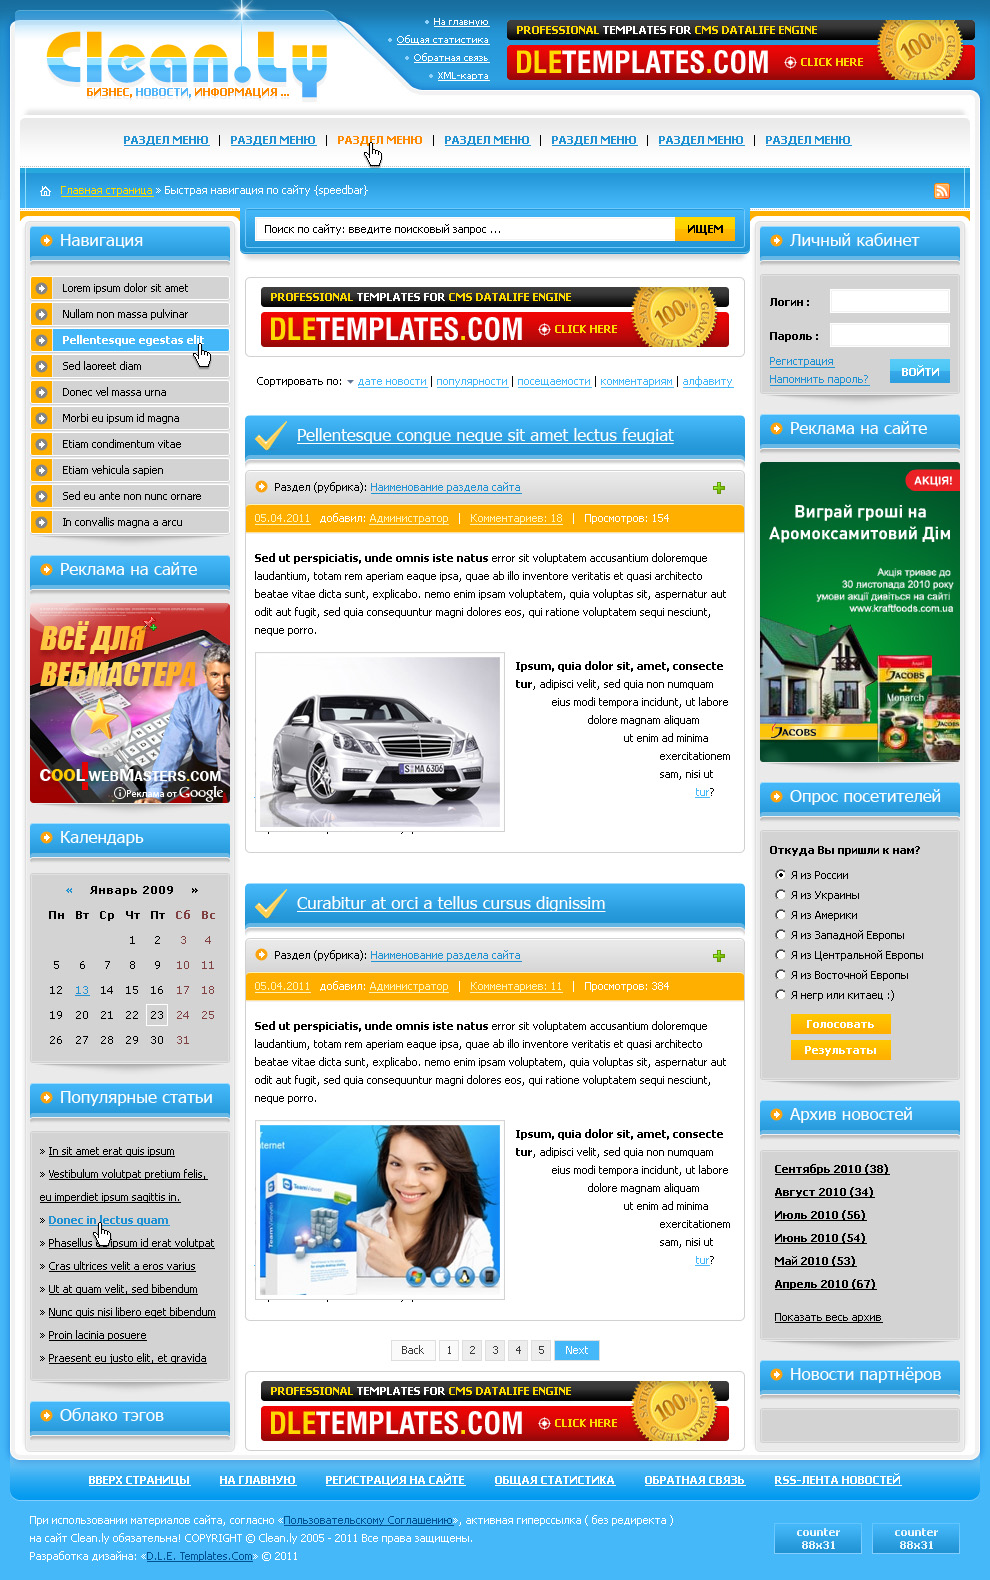 Clean.Ly
БИЗНЕС, НОВОСТИ, ИНФОРМАЦИЯ ...
На главную
Общая статистика
Обратная связь
XML-карта
PROFESSIONAL TEMPLATES FOR CMS DATALIFE ENGINE
DLETEMPLATES.COM CLICK HERE
100% GUARANTEED
РАЗДЕЛ МЕНЮ | РАЗДЕЛ МЕНЮ | РАЗДЕЛ МЕНЮ | РАЗДЕЛ МЕНЮ | РАЗДЕЛ МЕНЮ | РАЗДЕЛ МЕНЮ | РАЗДЕЛ МЕНЮ
Главная страница » Быстрая навигация по сайту {speedbar}
Поиск по сайту: введите поисковый запрос ... ИЩЕМ
Навигация
Lorem ipsum dolor sit amet
Nullam non massa pulvinar
Pellentesque egestas elit
Sed laoreet diam
Donec vel massa urna
Morbi eu ipsum id magna
Etiam condimentum vitae
Etiam vehicula sapien
Sed eu ante non nunc ornare
In convallis magna a arcu
Реклама на сайте
ВСЁ ДЛЯ
ВЕБМАСТЕРА
COOLWEBMASTERS.COM
Реклама от Google
Календарь
« Январь 2009 »
Пн Вт Ср Чт Пт Сб Вс
1 2 3 4
5 6 7 8 9 10 11
12 13 14 15 16 17 18
19 20 21 22 23 24 25
26 27 28 29 30 31
Популярные статьи
» In sit amet erat quis ipsum
» Vestibulum volutpat pretium felis,
eu imperdiet ipsum sagittis in.
» Donec in lectus quam
» Phasellus ipsum id erat volutpat
» Cras ultrices velit a eros varius
» Ut at quam velit, sed bibendum
» Nunc quis nisi libero eget bibendum
» Proin lacinia posuere
» Praesent eu justo elit, et gravida
Облако тэгов
PROFESSIONAL TEMPLATES FOR CMS DATALIFE ENGINE
DLETEMPLATES.COM CLICK HERE
100% GUARANTEED
Сортировать по: дате новости | популярности | посещаемости | комментариям | алфавиту
Pellentesque congue neque sit amet lectus feugiat
Раздел (рубрика): Наименование раздела сайта
05.04.2011 добавил: Администратор | Комментариев: 18 | Просмотров: 154
Sed ut perspiciatis, unde omnis iste natus error sit voluptatem accusantium doloremque
laudantium, totam rem aperiam eaque ipsa, quae ab illo inventore veritatis et quasi architecto
beatae vitae dicta sunt, explicabo. nemo enim ipsam voluptatem, quia voluptas sit, aspernatur aut
odit aut fugit, sed quia consequuntur magni dolores eos, qui ratione voluptatem sequi nesciunt,
neque porro.
Ipsum, quia dolor sit, amet, consecte
tur, adipisci velit, sed quia non numquam
eius modi tempora incidunt, ut labore
dolore magnam aliquam
ut enim ad minima
exercitationem
sam, nisi ut
tur?
S MA 6306
Curabitur at orci a tellus cursus dignissim
Раздел (рубрика): Наименование раздела сайта
05.04.2011 добавил: Администратор | Комментариев: 11 | Просмотров: 384
Sed ut perspiciatis, unde omnis iste natus error sit voluptatem accusantium doloremque
laudantium, totam rem aperiam eaque ipsa, quae ab illo inventore veritatis et quasi architecto
beatae vitae dicta sunt, explicabo. nemo enim ipsam voluptatem, quia voluptas sit, aspernatur aut
odit aut fugit, sed quia consequuntur magni dolores eos, qui ratione voluptatem sequi nesciunt,
neque porro.
Ipsum, quia dolor sit, amet, consecte
tur, adipisci velit, sed quia non numquam
eius modi tempora incidunt, ut labore
dolore magnam aliquam
ut enim ad minima
exercitationem
sam, nisi ut
tur?
ternet
TeamViewer
TeamViewer
Back 1 2 3 4 5 Next
PROFESSIONAL TEMPLATES FOR CMS DATALIFE ENGINE
DLETEMPLATES.COM CLICK HERE
100% GUARANTEED
Личный кабинет
Логин :
Пароль :
Регистрация
Напомнить пароль?
ВОЙТИ
Реклама на сайте
АКЦІЯ!
Виграй гроші на
Аромоксамитовий Дім
Акція триває до
30 листопада 2010 року
умови акції дивіться на сайті
www.kraftfoods.com.ua
JACOBS
Monarch
JACOBS
Опрос посетителей
Откуда Вы пришли к нам?
Я из России
Я из Украины
Я из Америки
Я из Западной Европы
Я из Центральной Европы
Я из Восточной Европы
Я негр или китаец :)
Голосовать
Результаты
Архив новостей
Сентябрь 2010 (38)
Август 2010 (34)
Июль 2010 (56)
Июнь 2010 (54)
Май 2010 (53)
Апрель 2010 (67)
Показать весь архив
Новости партнёров
ВВЕРХ СТРАНИЦЫ НА ГЛАВНУЮ РЕГИСТРАЦИЯ НА САЙТЕ ОБЩАЯ СТАТИСТИКА ОБРАТНАЯ СВЯЗЬ RSS-ЛЕНТА НОВОСТЕЙ
При использовании материалов сайта, согласно «Пользовательскому Соглашению», активная гиперссылка ( без редиректа )
на сайт Clean.ly обязательна! COPYRIGHT © Clean.ly 2005 - 2011 Все права защищены.
Разработка дизайна: «D.L.E. Templates.Com» © 2011
counter
88x31
counter
88x31